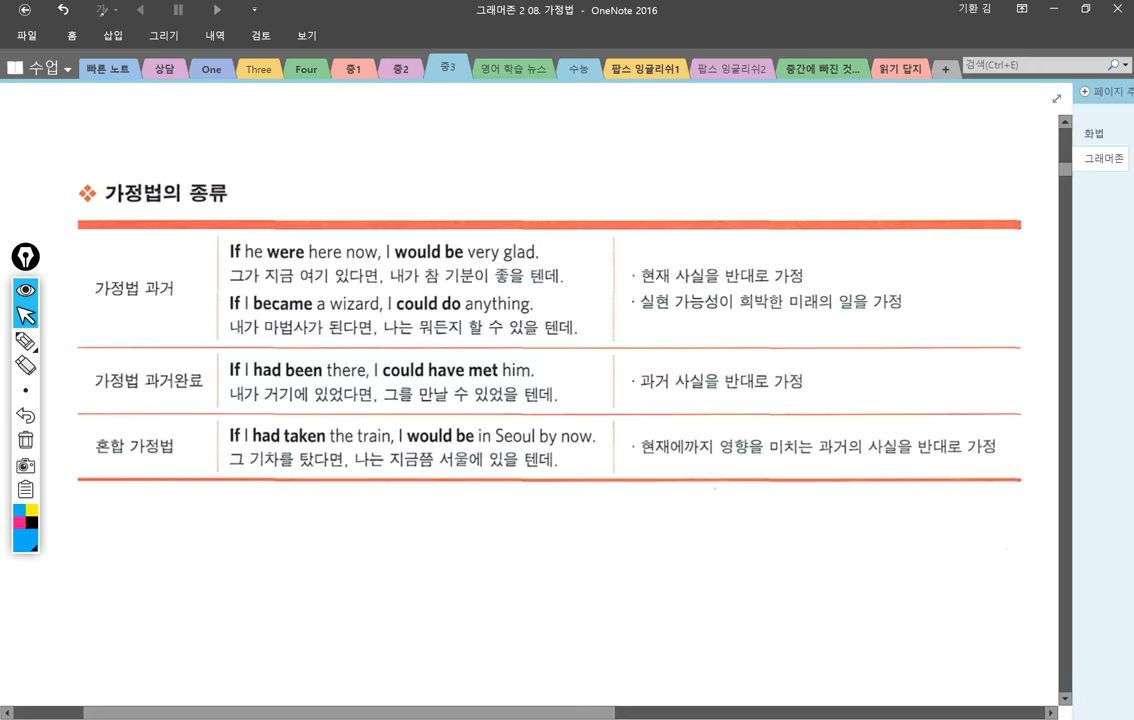 그래머존 2 08. 가정법 - OneNote 2016
기환 김
파일 홈 삽입 그리기 내역 검토 보기
수업 빠른 노트 상담 One Three Four 중1 중2 중3 영어 학습 뉴스 수능 팝스 잉글리쉬1 팝스 잉글리쉬2 중간에 빠진 것... 읽기 답지 + 검색(Ctrl+E)
페이지 추
화법
그래머존
가정법의 종류
가정법 과거
If he were here now, I would be very glad.
그가 지금 여기 있다면, 내가 참 기분이 좋을 텐데.
If I became a wizard, I could do anything.
내가 마법사가 된다면, 나는 뭐든지 할 수 있을 텐데.
· 현재 사실을 반대로 가정
· 실현 가능성이 희박한 미래의 일을 가정
가정법 과거완료
If I had been there, I could have met him.
내가 거기에 있었다면, 그를 만날 수 있었을 텐데.
· 과거 사실을 반대로 가정
혼합 가정법
If I had taken the train, I would be in Seoul by now.
그 기차를 탔다면, 나는 지금쯤 서울에 있을 텐데.
· 현재에까지 영향을 미치는 과거의 사실을 반대로 가정